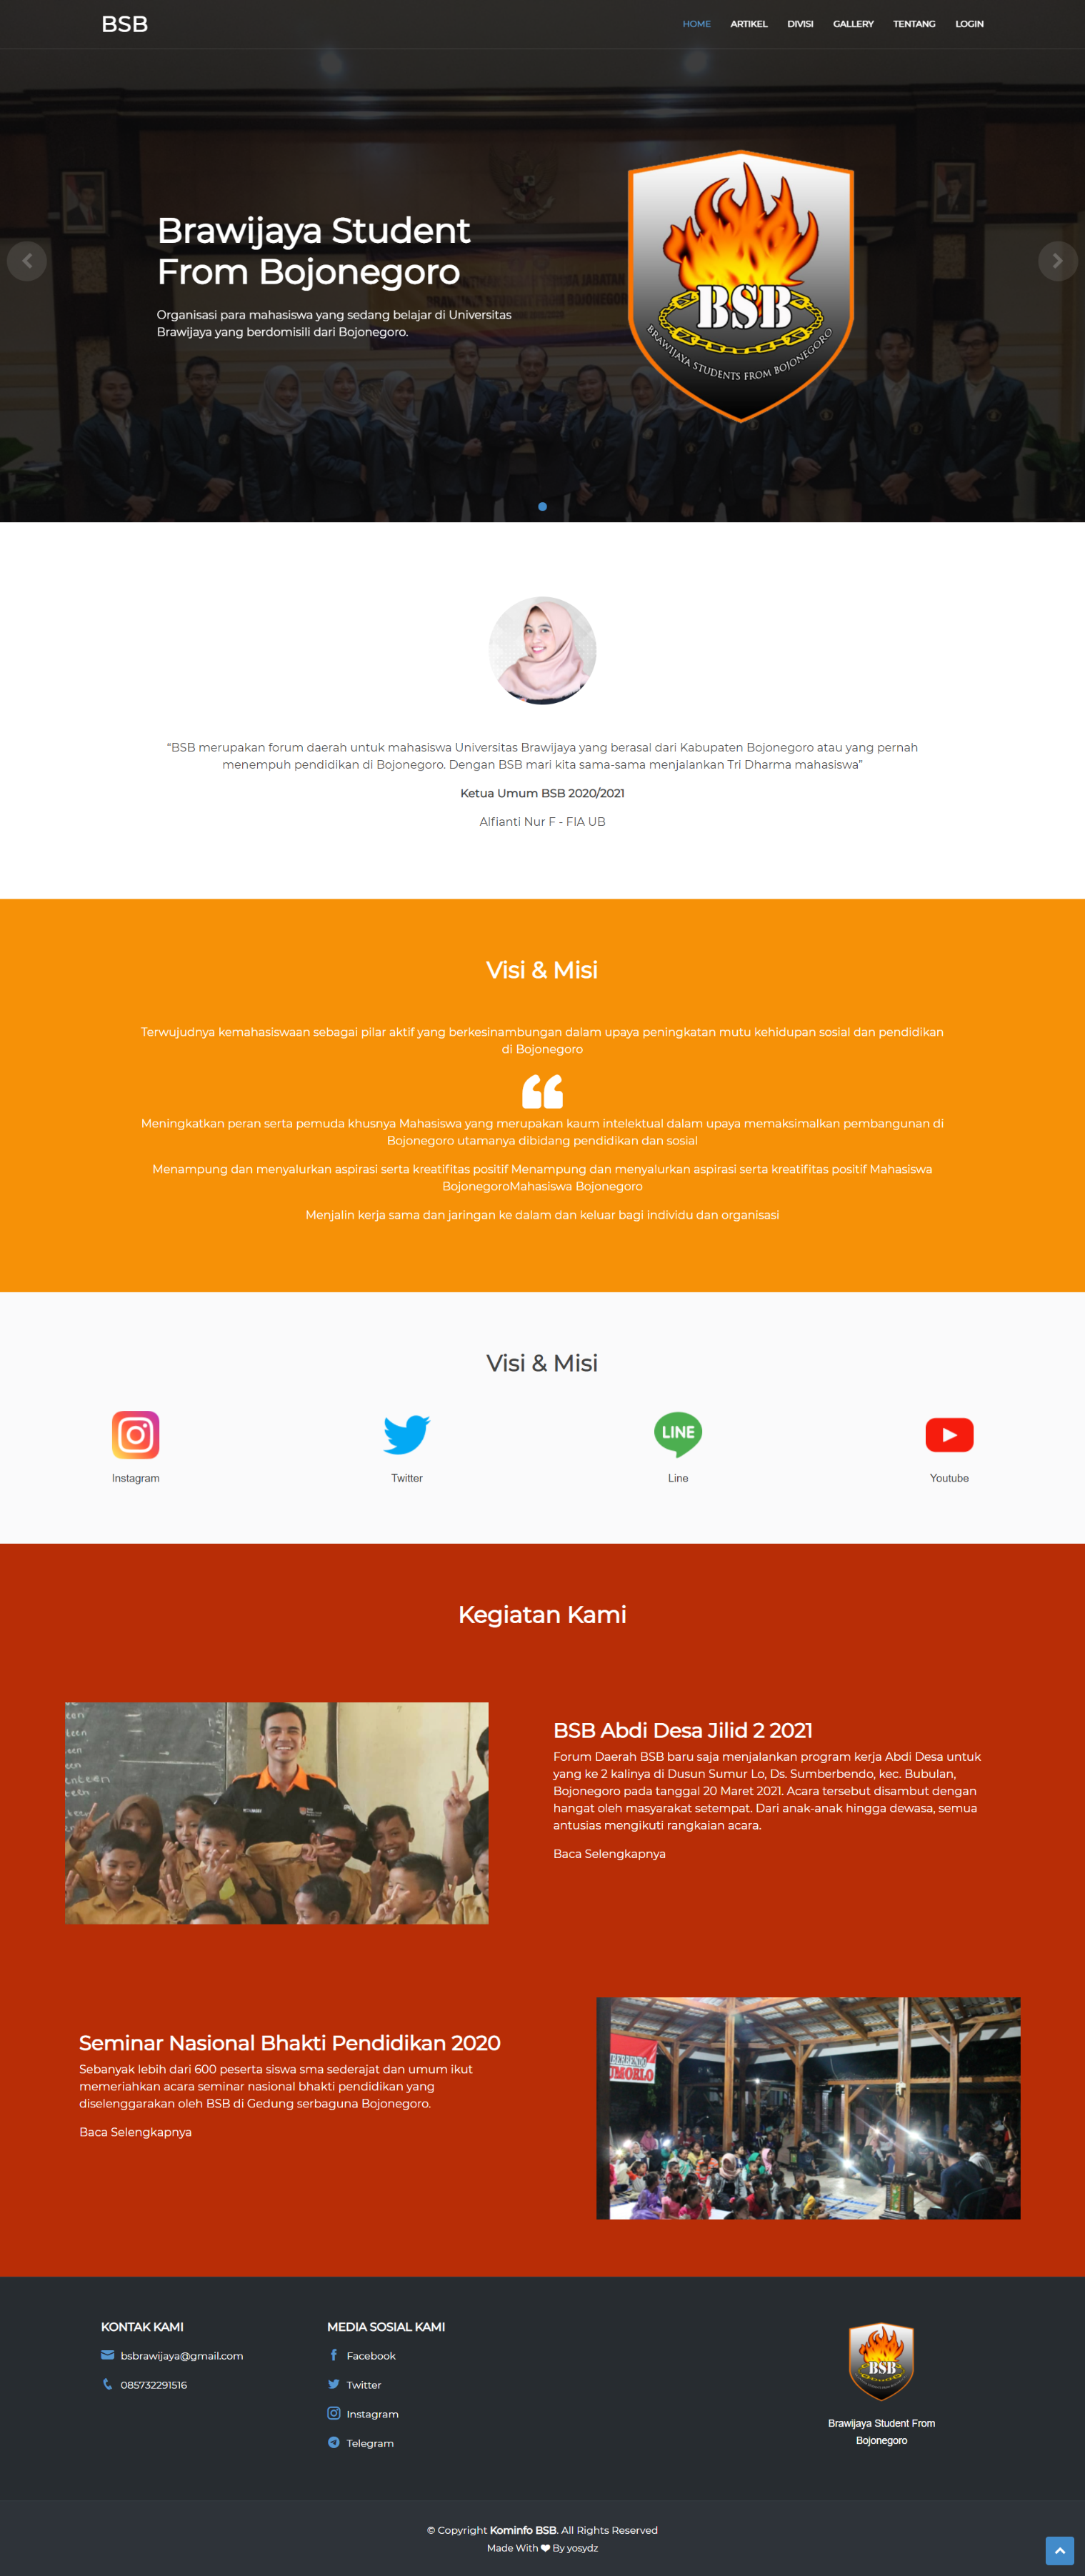 BSB
HOME ARTIKEL DIVISI GALLERY TENTANG LOGIN
Brawijaya Student
From Bojonegoro
Organisasi para mahasiswa yang sedang belajar di Universitas
Brawijaya yang berdomisili dari Bojonegoro.
BSB
BRAWIJAYA STUDENTS FROM BOJONEGORO
“BSB merupakan forum daerah untuk mahasiswa Universitas Brawijaya yang berasal dari Kabupaten Bojonegoro atau yang pernah
menempuh pendidikan di Bojonegoro. Dengan BSB mari kita sama-sama menjalankan Tri Dharma mahasiswa”
Ketua Umum BSB 2020/2021
Alfianti Nur F - FIA UB
Visi & Misi
Terwujudnya kemahasiswaan sebagai pilar aktif yang berkesinambungan dalam upaya peningkatan mutu kehidupan sosial dan pendidikan
di Bojonegoro
Meningkatkan peran serta pemuda khusnya Mahasiswa yang merupakan kaum intelektual dalam upaya memaksimalkan pembangunan di
Bojonegoro utamanya dibidang pendidikan dan sosial
Menampung dan menyalurkan aspirasi serta kreatifitas positif Menampung dan menyalurkan aspirasi serta kreatifitas positif Mahasiswa
BojonegoroMahasiswa Bojonegoro
Menjalin kerja sama dan jaringan ke dalam dan keluar bagi individu dan organisasi
Visi & Misi
LINE
Instagram Twitter Line Youtube
Kegiatan Kami
BSB Abdi Desa Jilid 2 2021
Forum Daerah BSB baru saja menjalankan program kerja Abdi Desa untuk
yang ke 2 kalinya di Dusun Sumur Lo, Ds. Sumberbendo, kec. Bubulan,
Bojonegoro pada tanggal 20 Maret 2021. Acara tersebut disambut dengan
hangat oleh masyarakat setempat. Dari anak-anak hingga dewasa, semua
antusias mengikuti rangkaian acara.
Baca Selengkapnya
Seminar Nasional Bhakti Pendidikan 2020
Sebanyak lebih dari 600 peserta siswa sma sederajat dan umum ikut
memeriahkan acara seminar nasional bhakti pendidikan yang
diselenggarakan oleh BSB di Gedung serbaguna Bojonegoro.
Baca Selengkapnya
KONTAK KAMI
bsbrawijaya@gmail.com
085732291516
MEDIA SOSIAL KAMI
Facebook
Twitter
Instagram
Telegram
BSB
Brawijaya Student From
Bojonegoro
© Copyright Kominfo BSB. All Rights Reserved
Made With ❤ By yosydz